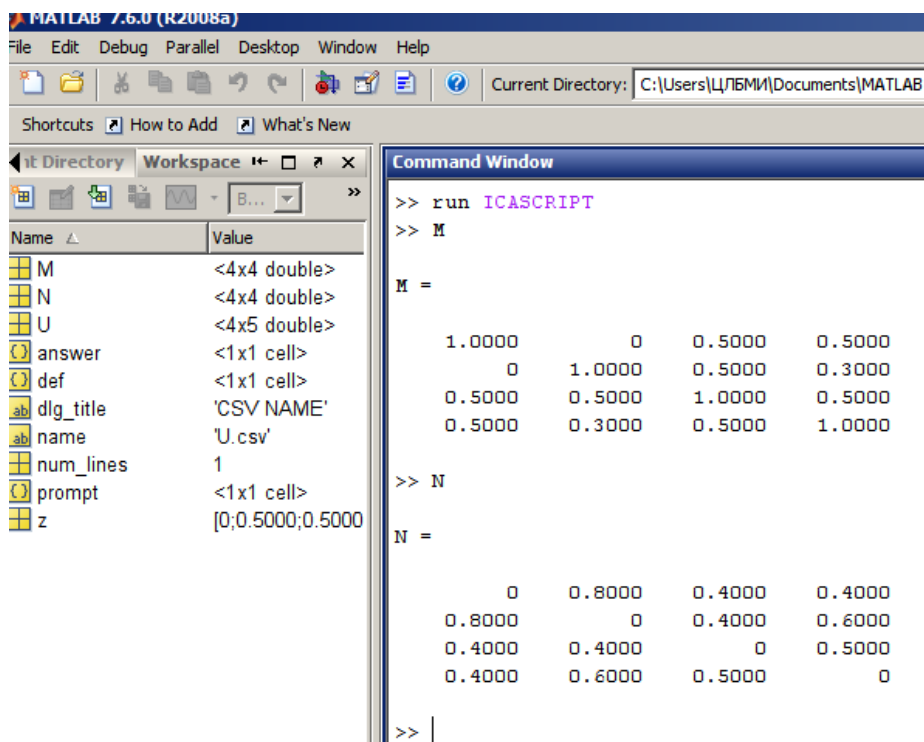 MATLAB 7.6.0 (R2008a)
File Edit Debug Parallel Desktop Window Help
Current Directory: C:\Users\ЦЛБМИ\Documents\MATLAB
Shortcuts How to Add What's New
nt Directory Workspace
B...
»
Name Value
M <4x4 double>
N <4x4 double>
U <4x5 double>
answer <1x1 cell>
def <1x1 cell>
dlg_title 'CSV NAME'
name 'U.csv'
num_lines 1
prompt <1x1 cell>
z [0;0.5000;0.5000
Command Window
>> run ICASCRIPT
>> M
M =
1.0000 0 0.5000 0.5000
0 1.0000 0.5000 0.3000
0.5000 0.5000 1.0000 0.5000
0.5000 0.3000 0.5000 1.0000
>> N
N =
0 0.8000 0.4000 0.4000
0.8000 0 0.4000 0.6000
0.4000 0.4000 0 0.5000
0.4000 0.6000 0.5000 0
>>